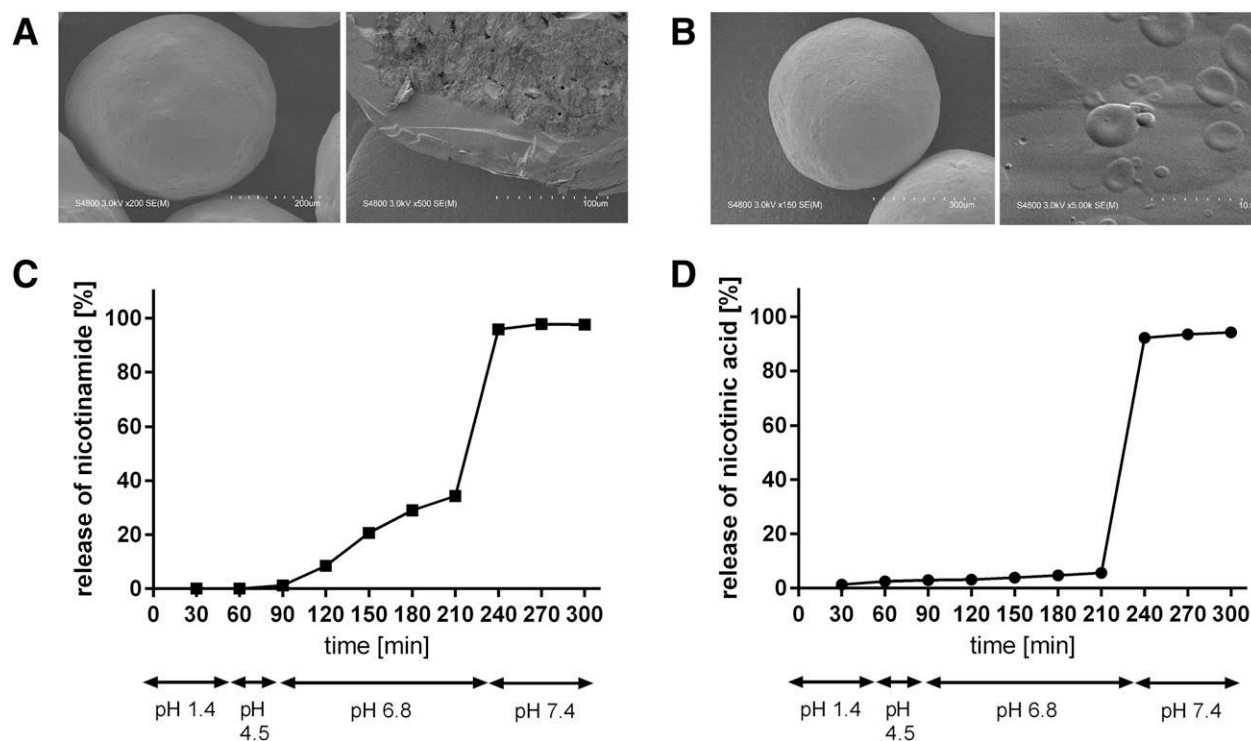 A
B
S4800 3.0kV x200 SE(M)
200um
S4800 3.0kV x500 SE(M)
100um
S4800 3.0kV x150 SE(M)
300um
S4800 3.0kV x5.00k SE(M)
C
release of nicotinamide [%]
100
80
60
40
20
0
0 30 60 90 120 150 180 210 240 270 300
time [min]
pH 1.4
pH
4.5
pH 6.8
pH 7.4
D
release of nicotinic acid [%]
100
80
60
40
20
0
0 30 60 90 120 150 180 210 240 270 300
time [min]
pH 1.4
pH
4.5
pH 6.8
pH 7.4